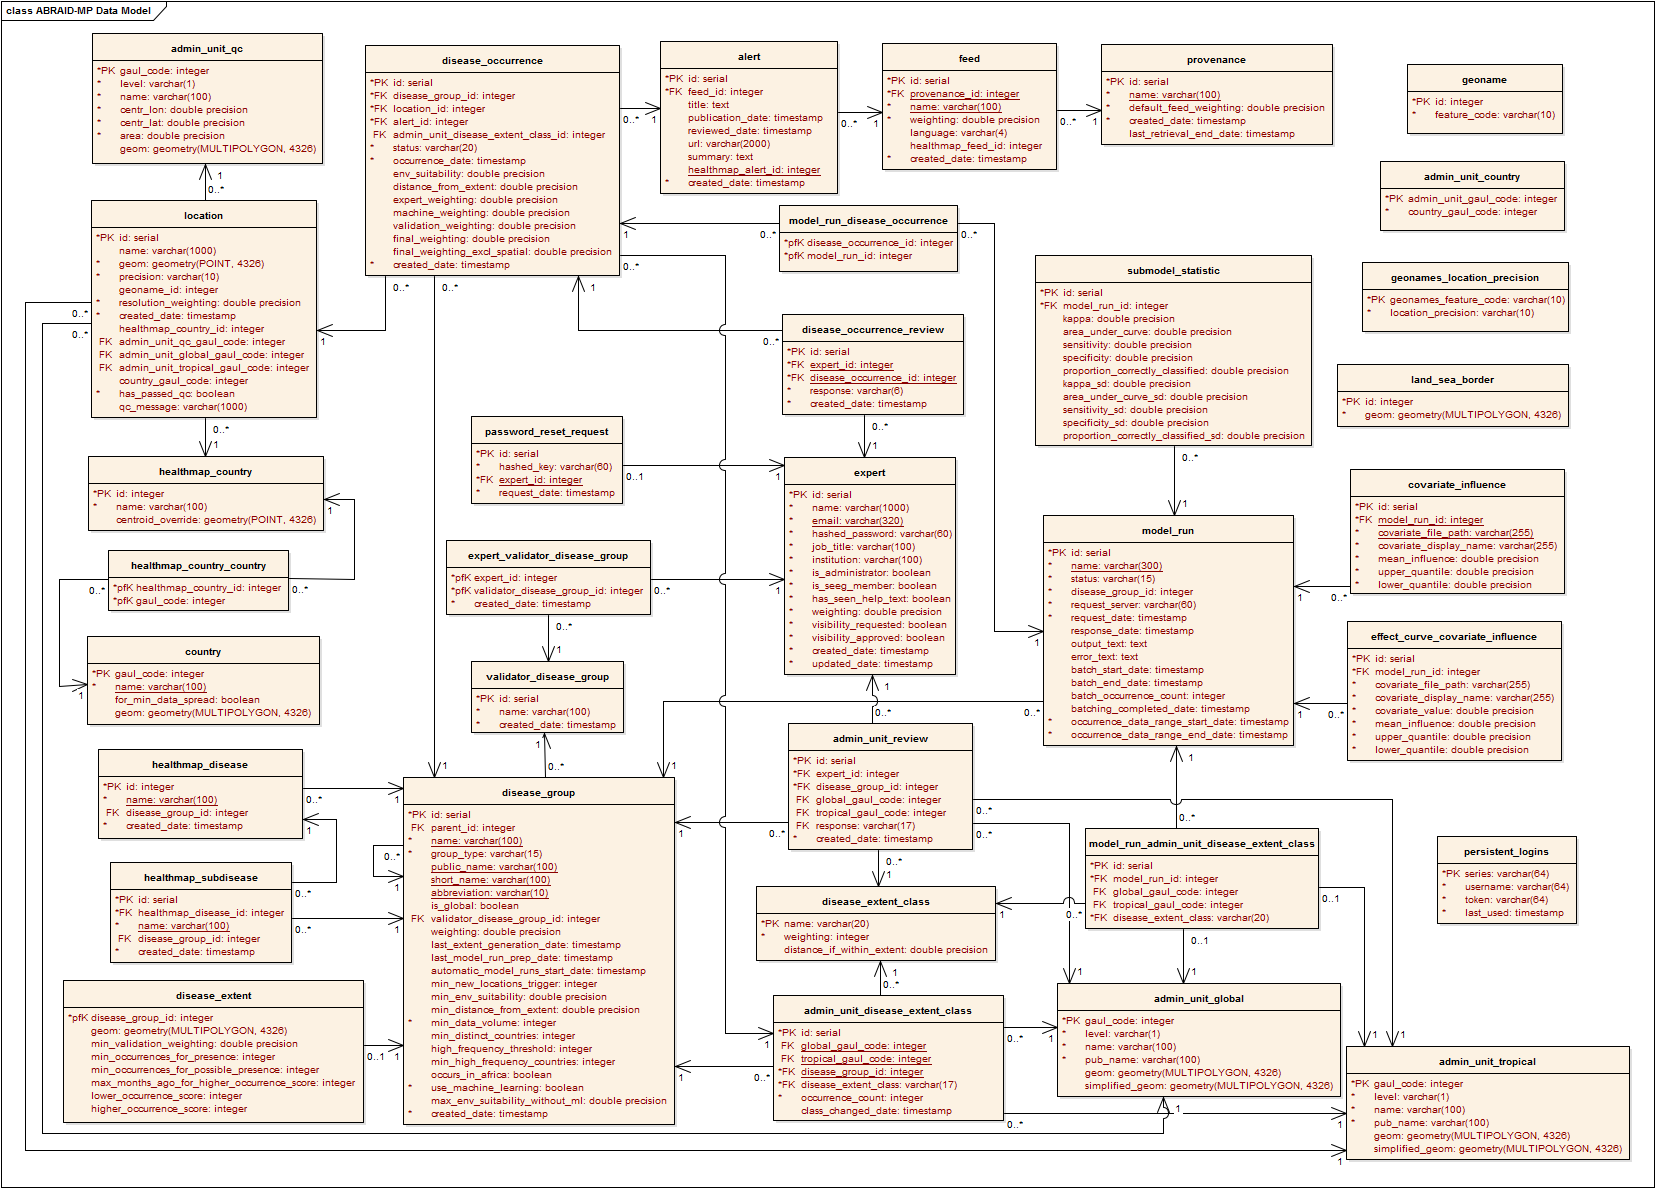 class ABRAID-MP Data Model
admin_unit_qc
*PK gaul_code: integer
* level: varchar(1)
* name: varchar(100)
* centr_lon: double precision
* centr_lat: double precision
* area: double precision
geom: geometry(MULTIPOLYGON, 4326)
disease_occurrence
*PK id: serial
*FK disease_group_id: integer
*FK location_id: integer
*FK alert_id: integer
FK admin_unit_disease_extent_class_id: integer
* status: varchar(20)
* occurrence_date: timestamp
env_suitability: double precision
distance_from_extent: double precision
expert_weighting: double precision
machine_weighting: double precision
validation_weighting: double precision
final_weighting: double precision
final_weighting_excl_spatial: double precision
* created_date: timestamp
alert
*PK id: serial
*FK feed_id: integer
title: text
publication_date: timestamp
reviewed_date: timestamp
url: varchar(2000)
summary: text
healthmap_alert_id: integer
* created_date: timestamp
feed
*PK id: serial
*FK provenance_id: integer
* name: varchar(100)
* weighting: double precision
language: varchar(4)
healthmap_feed_id: integer
* created_date: timestamp
provenance
*PK id: serial
* name: varchar(100)
* default_feed_weighting: double precision
* created_date: timestamp
last_retrieval_end_date: timestamp
geoname
*PK id: integer
* feature_code: varchar(10)
admin_unit_country
*PK admin_unit_gaul_code: integer
* country_gaul_code: integer
geonames_location_precision
*PK geonames_feature_code: varchar(10)
* location_precision: varchar(10)
land_sea_border
*PK id: integer
* geom: geometry(MULTIPOLYGON, 4326)
location
*PK id: serial
name: varchar(1000)
* geom: geometry(POINT, 4326)
* precision: varchar(10)
geoname_id: integer
* resolution_weighting: double precision
* created_date: timestamp
healthmap_country_id: integer
FK admin_unit_qc_gaul_code: integer
FK admin_unit_global_gaul_code: integer
FK admin_unit_tropical_gaul_code: integer
country_gaul_code: integer
* has_passed_qc: boolean
qc_message: varchar(1000)
model_run_disease_occurrence
*pfK disease_occurrence_id: integer
*pfK model_run_id: integer
disease_occurrence_review
*PK id: serial
*FK expert_id: integer
*FK disease_occurrence_id: integer
* response: varchar(6)
* created_date: timestamp
submodel_statistic
*PK id: serial
*FK model_run_id: integer
kappa: double precision
area_under_curve: double precision
sensitivity: double precision
specificity: double precision
proportion_correctly_classified: double precision
kappa_sd: double precision
area_under_curve_sd: double precision
sensitivity_sd: double precision
specificity_sd: double precision
proportion_correctly_classified_sd: double precision
password_reset_request
*PK id: serial
* hashed_key: varchar(60)
*FK expert_id: integer
* request_date: timestamp
expert
*PK id: serial
* name: varchar(1000)
* email: varchar(320)
* hashed_password: varchar(60)
* job_title: varchar(100)
* institution: varchar(100)
* is_administrator: boolean
* is_seeg_member: boolean
* has_seen_help_text: boolean
* weighting: double precision
* visibility_requested: boolean
* visibility_approved: boolean
* created_date: timestamp
* updated_date: timestamp
healthmap_country
*PK id: integer
* name: varchar(100)
centroid_override: geometry(POINT, 4326)
healthmap_country_country
*pfK healthmap_country_id: integer
*pfK gaul_code: integer
country
*PK gaul_code: integer
* name: varchar(100)
for_min_data_spread: boolean
geom: geometry(MULTIPOLYGON, 4326)
expert_validator_disease_group
*pfK expert_id: integer
*pfK validator_disease_group_id: integer
* created_date: timestamp
validator_disease_group
*PK id: serial
* name: varchar(100)
* created_date: timestamp
model_run
*PK id: serial
* name: varchar(300)
* status: varchar(15)
* disease_group_id: integer
* request_server: varchar(60)
* request_date: timestamp
response_date: timestamp
output_text: text
error_text: text
batch_start_date: timestamp
batch_end_date: timestamp
batch_occurrence_count: integer
batching_completed_date: timestamp
* occurrence_data_range_start_date: timestamp
* occurrence_data_range_end_date: timestamp
covariate_influence
*PK id: serial
*FK model_run_id: integer
* covariate_file_path: varchar(255)
* covariate_display_name: varchar(255)
* mean_influence: double precision
* upper_quantile: double precision
* lower_quantile: double precision
effect_curve_covariate_influence
*PK id: serial
*FK model_run_id: integer
* covariate_file_path: varchar(255)
* covariate_display_name: varchar(255)
* covariate_value: double precision
* mean_influence: double precision
* upper_quantile: double precision
* lower_quantile: double precision
healthmap_disease
*PK id: integer
* name: varchar(100)
FK disease_group_id: integer
* created_date: timestamp
healthmap_subdisease
*PK id: serial
*FK healthmap_disease_id: integer
* name: varchar(100)
FK disease_group_id: integer
* created_date: timestamp
disease_extent
*pfK disease_group_id: integer
geom: geometry(MULTIPOLYGON, 4326)
min_validation_weighting: double precision
min_occurrences_for_presence: integer
min_occurrences_for_possible_presence: integer
max_months_ago_for_higher_occurrence_score: integer
lower_occurrence_score: integer
higher_occurrence_score: integer
disease_group
*PK id: serial
FK parent_id: integer
* name: varchar(100)
* group_type: varchar(15)
public_name: varchar(100)
short_name: varchar(100)
abbreviation: varchar(10)
is_global: boolean
FK validator_disease_group_id: integer
weighting: double precision
last_extent_generation_date: timestamp
last_model_run_prep_date: timestamp
automatic_model_runs_start_date: timestamp
min_new_locations_trigger: integer
min_env_suitability: double precision
min_distance_from_extent: double precision
* min_data_volume: integer
min_distinct_countries: integer
high_frequency_threshold: integer
min_high_frequency_countries: integer
occurs_in_africa: boolean
* use_machine_learning: boolean
max_env_suitability_without_ml: double precision
* created_date: timestamp
admin_unit_review
*PK id: serial
*FK expert_id: integer
*FK disease_group_id: integer
FK global_gaul_code: integer
FK tropical_gaul_code: integer
FK response: varchar(17)
* created_date: timestamp
disease_extent_class
*PK name: varchar(20)
* weighting: integer
distance_if_within_extent: double precision
admin_unit_disease_extent_class
*PK id: serial
FK global_gaul_code: integer
FK tropical_gaul_code: integer
*FK disease_group_id: integer
*FK disease_extent_class: varchar(17)
* occurrence_count: integer
class_changed_date: timestamp
model_run_admin_unit_disease_extent_class
*PK id: serial
*FK model_run_id: integer
FK global_gaul_code: integer
FK tropical_gaul_code: integer
*FK disease_extent_class: varchar(20)
persistent_logins
*PK series: varchar(64)
* username: varchar(64)
* token: varchar(64)
* last_used: timestamp
admin_unit_global
*PK gaul_code: integer
* level: varchar(1)
* name: varchar(100)
* pub_name: varchar(100)
geom: geometry(MULTIPOLYGON, 4326)
simplified_geom: geometry(MULTIPOLYGON, 4326)
admin_unit_tropical
*PK gaul_code: integer
* level: varchar(1)
* name: varchar(100)
* pub_name: varchar(100)
geom: geometry(MULTIPOLYGON, 4326)
simplified_geom: geometry(MULTIPOLYGON, 4326)